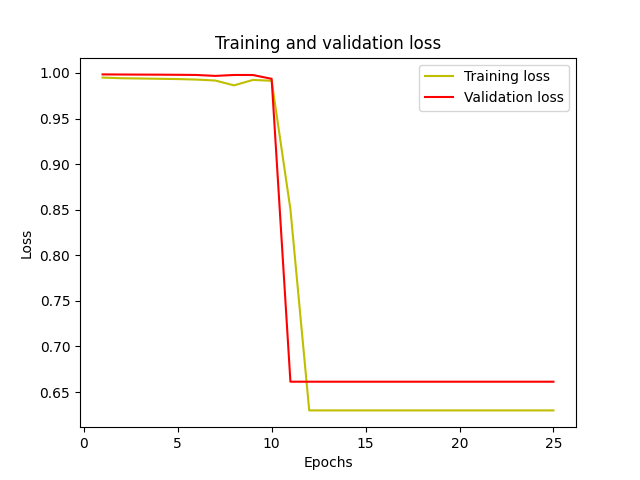 Training and validation loss
Training loss
Validation loss
1.00
0.95
0.90
0.85
0.80
0.75
0.70
0.65
Loss
0 5 10 15 20 25
Epochs